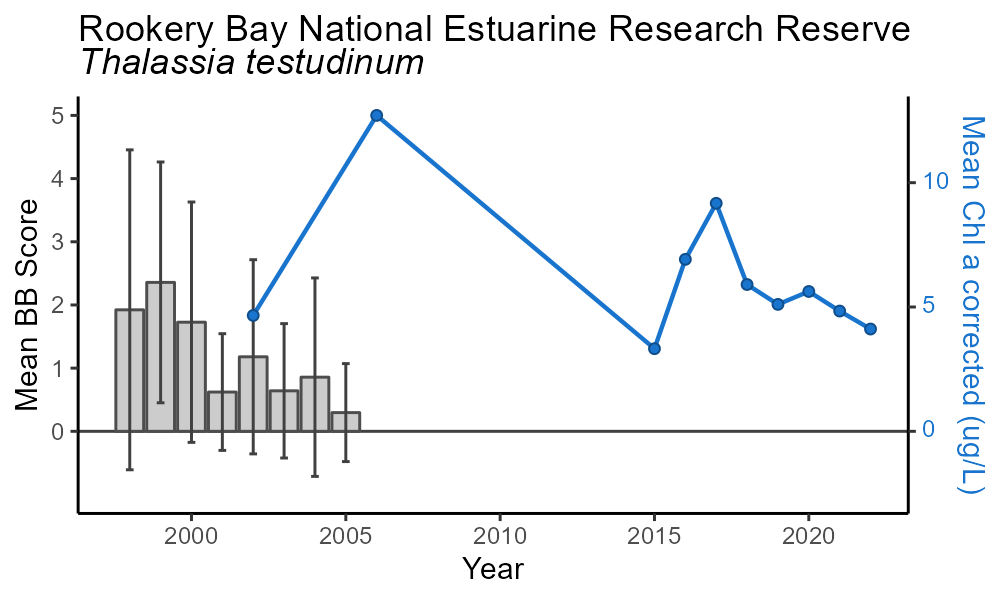 Rookery Bay National Estuarine Research Reserve
Thalassia testudinum
Mean BB Score
5
4
3
2
1
0
10
5
0
Mean Chl a corrected (ug/L)
2000
2005
2010
2015
2020
Year